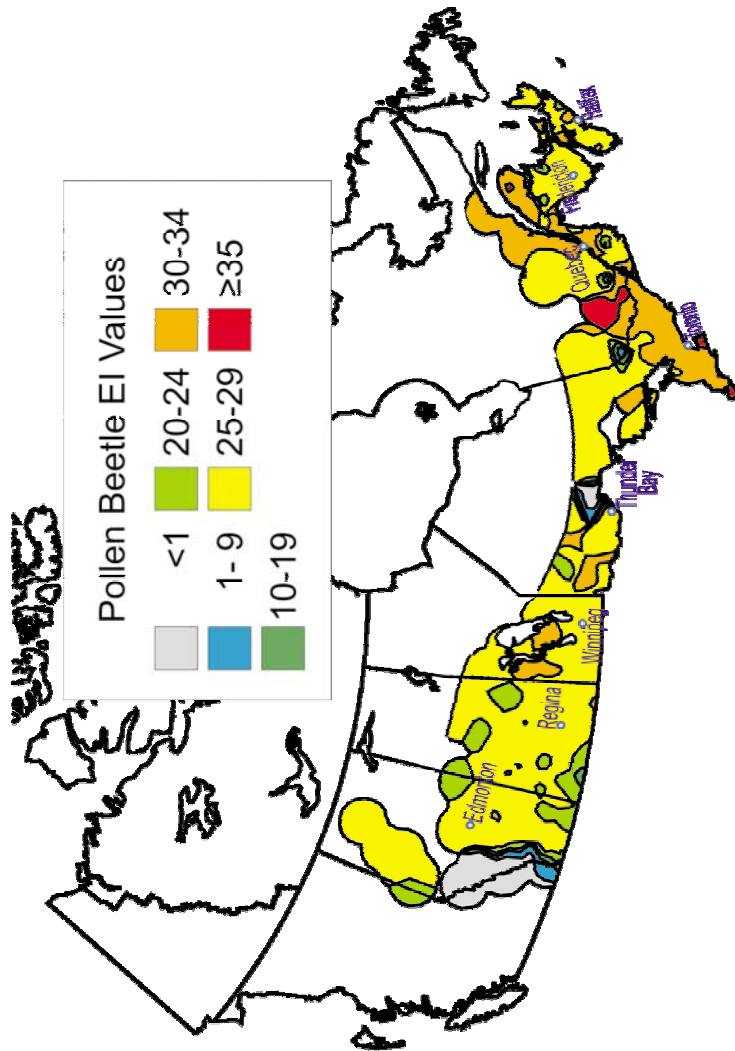 Pollen Beetle EI Values
<1 20-24 30-34
1- 9 25-29 ≥35
10-19
Edmonton
Regina
Winnipeg
Thunder
Bay
Toronto
Quebec
Fredericton
Halifax